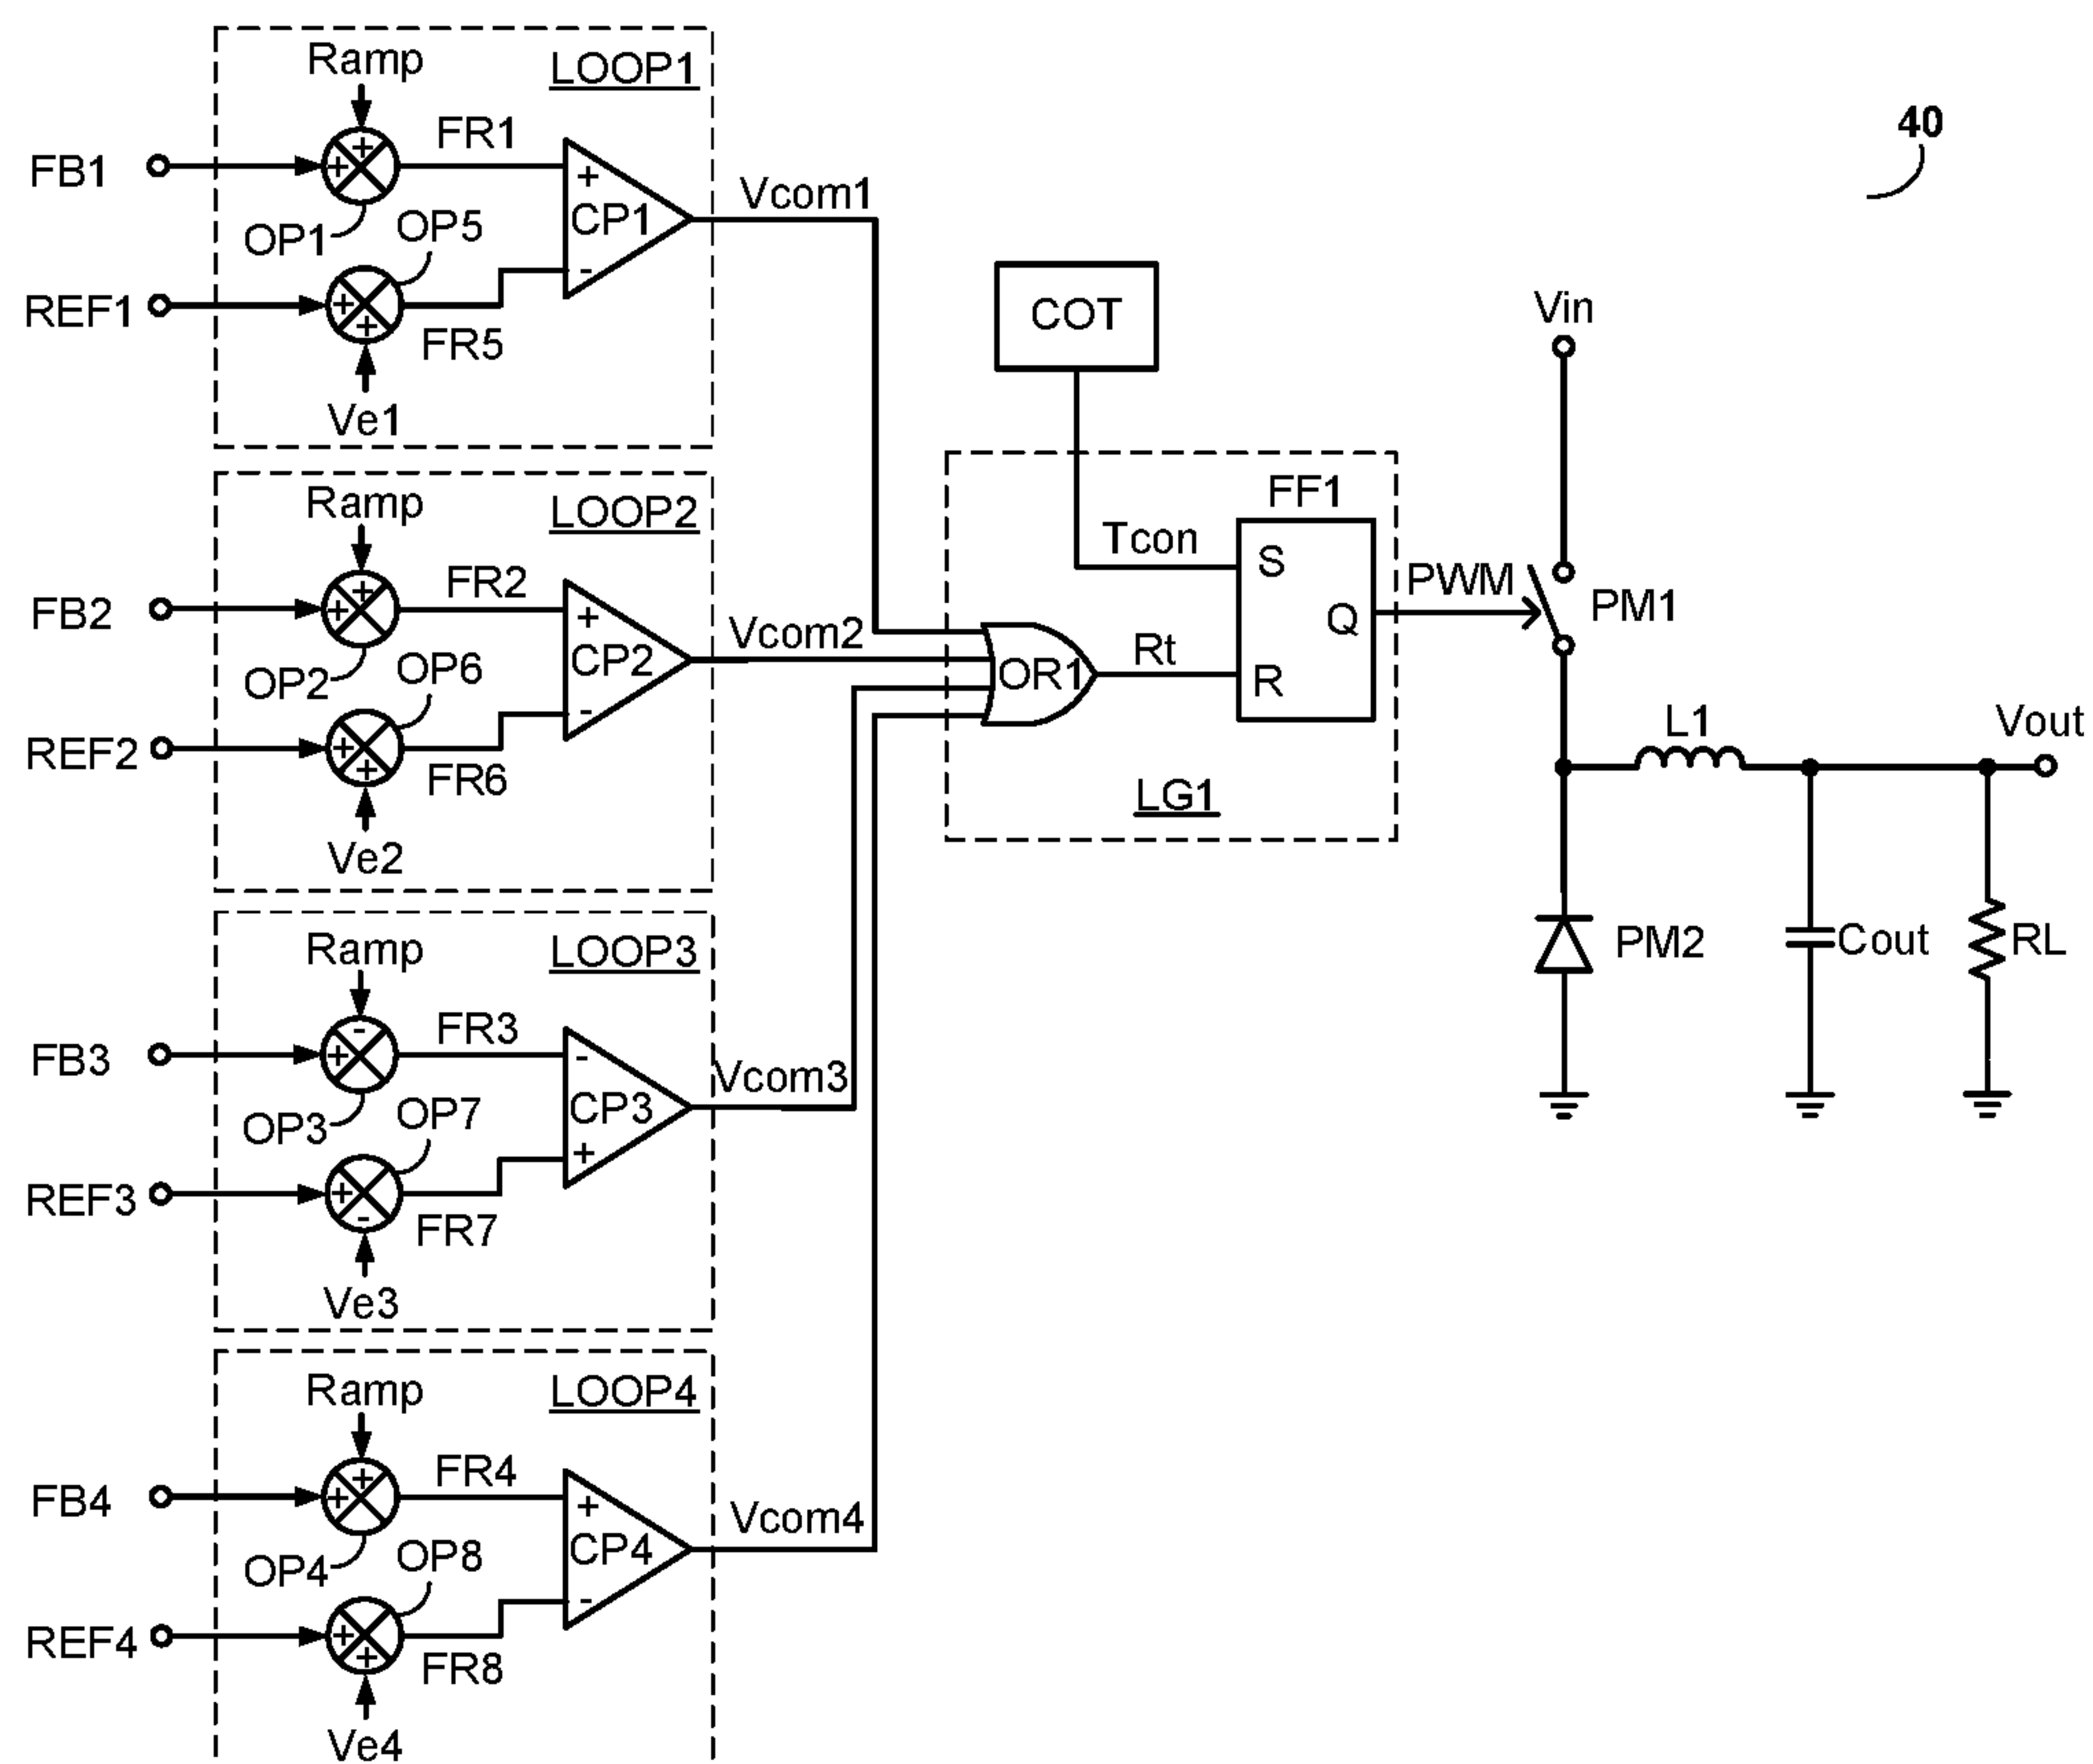 40
Ramp
LOOP1
+
FB1
+
FR1
+
CP1
-
Vcom1
OP1
OP5
REF1
+
+
FR5
Ve1
Ramp
LOOP2
+
FB2
+
FR2
+
CP2
-
Vcom2
OP2
OP6
REF2
+
+
FR6
Ve2
Ramp
LOOP3
-
FB3
+
FR3
-
CP3
+
Vcom3
OP3
OP7
REF3
+
-
FR7
Ve3
Ramp
LOOP4
+
FB4
+
FR4
+
CP4
-
Vcom4
OP4
OP8
REF4
+
+
FR8
Ve4
COT
Tcon
FF1
S
Q
R
OR1
Rt
LG1
PWM
Vin
PM1
L1
Vout
PM2
Cout
RL